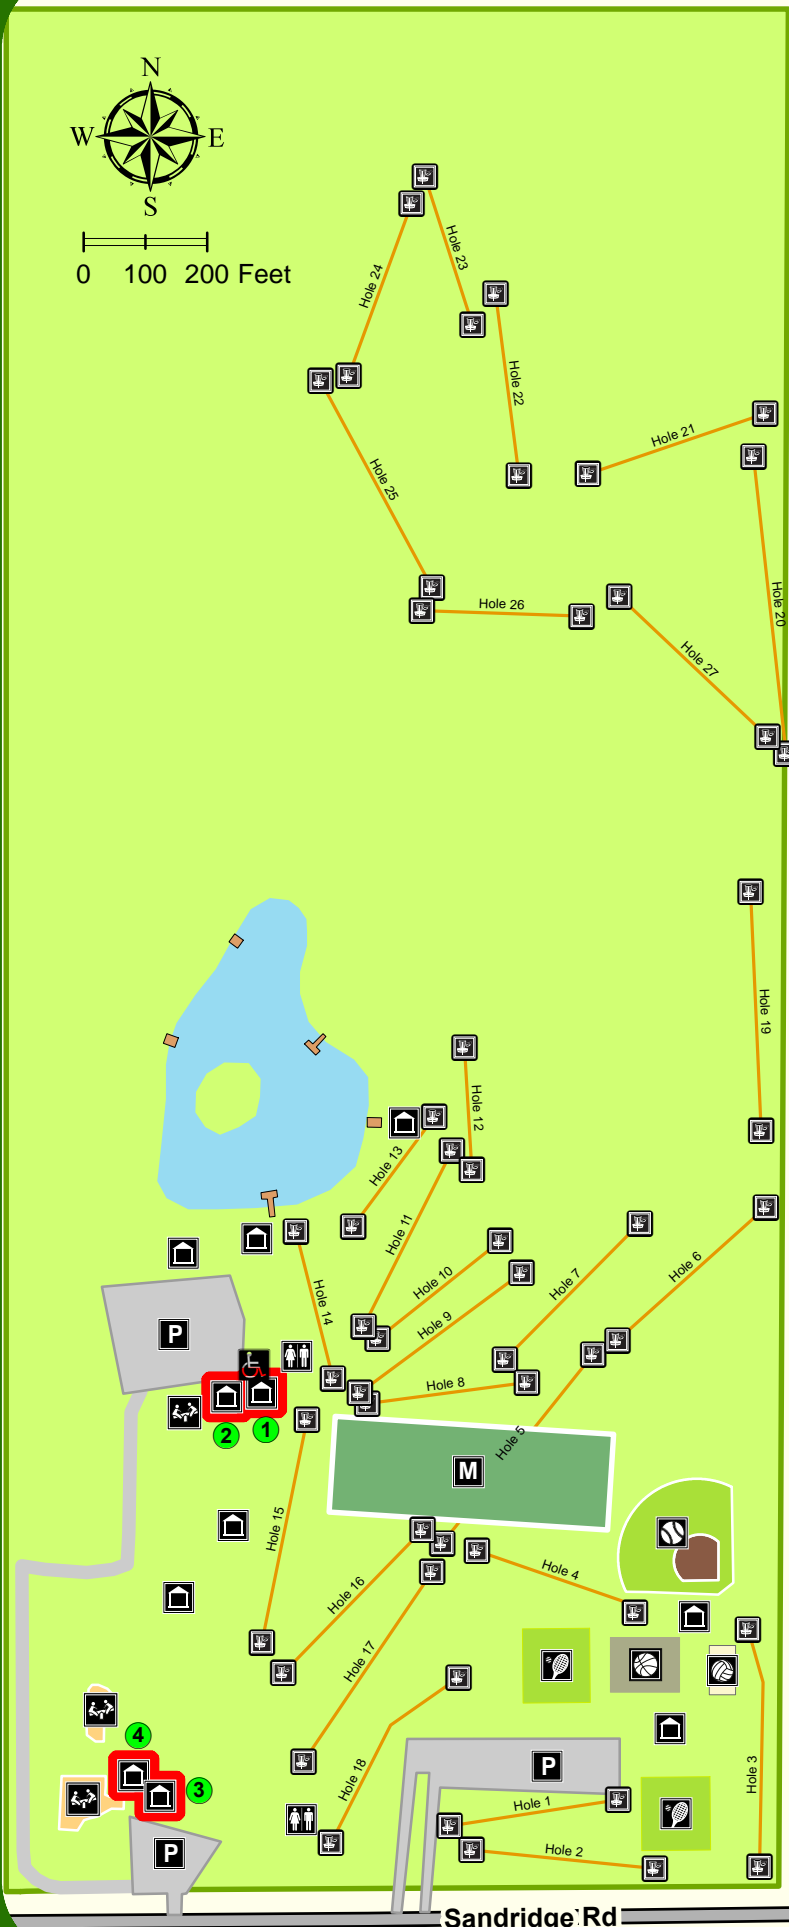 N
W E
S
0 100 200 Feet
Hole 23
Hole 24
Hole 22
Hole 21
Hole 25
Hole 20
Hole 26
Hole 27
Hole 19
Hole 12
Hole 13
Hole 11
Hole 6
Hole 7
Hole 10
Hole 14
Hole 9
P
Hole 8
2
1
Hole 5
M
Hole 15
Hole 4
Hole 16
Hole 17
4
P
Hole 18
Hole 3
3
Hole 1
Hole 2
P
Sandridge Rd